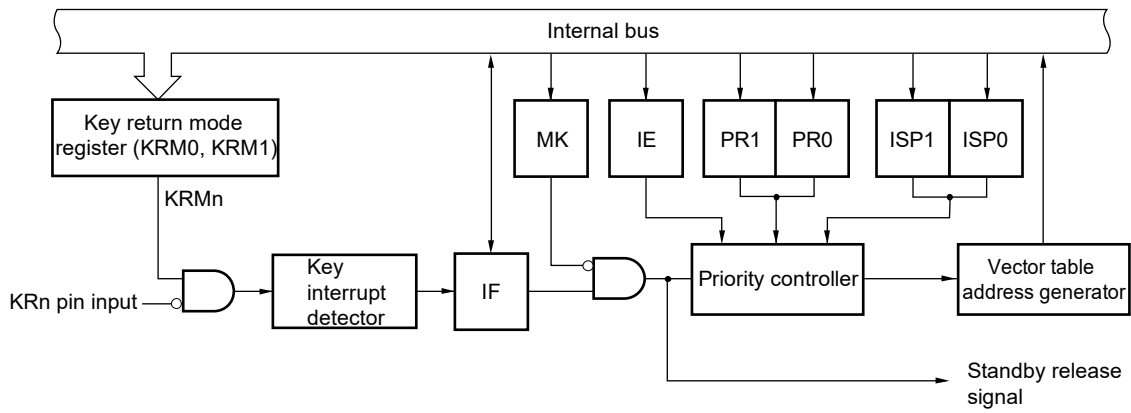 Internal bus
Key return mode
register (KRM0, KRM1)
MK
IE
PR1
PR0
ISP1
ISP0
KRMn
KRn pin input
Key
interrupt
detector
IF
Priority controller
Vector table
address generator
Standby release
signal